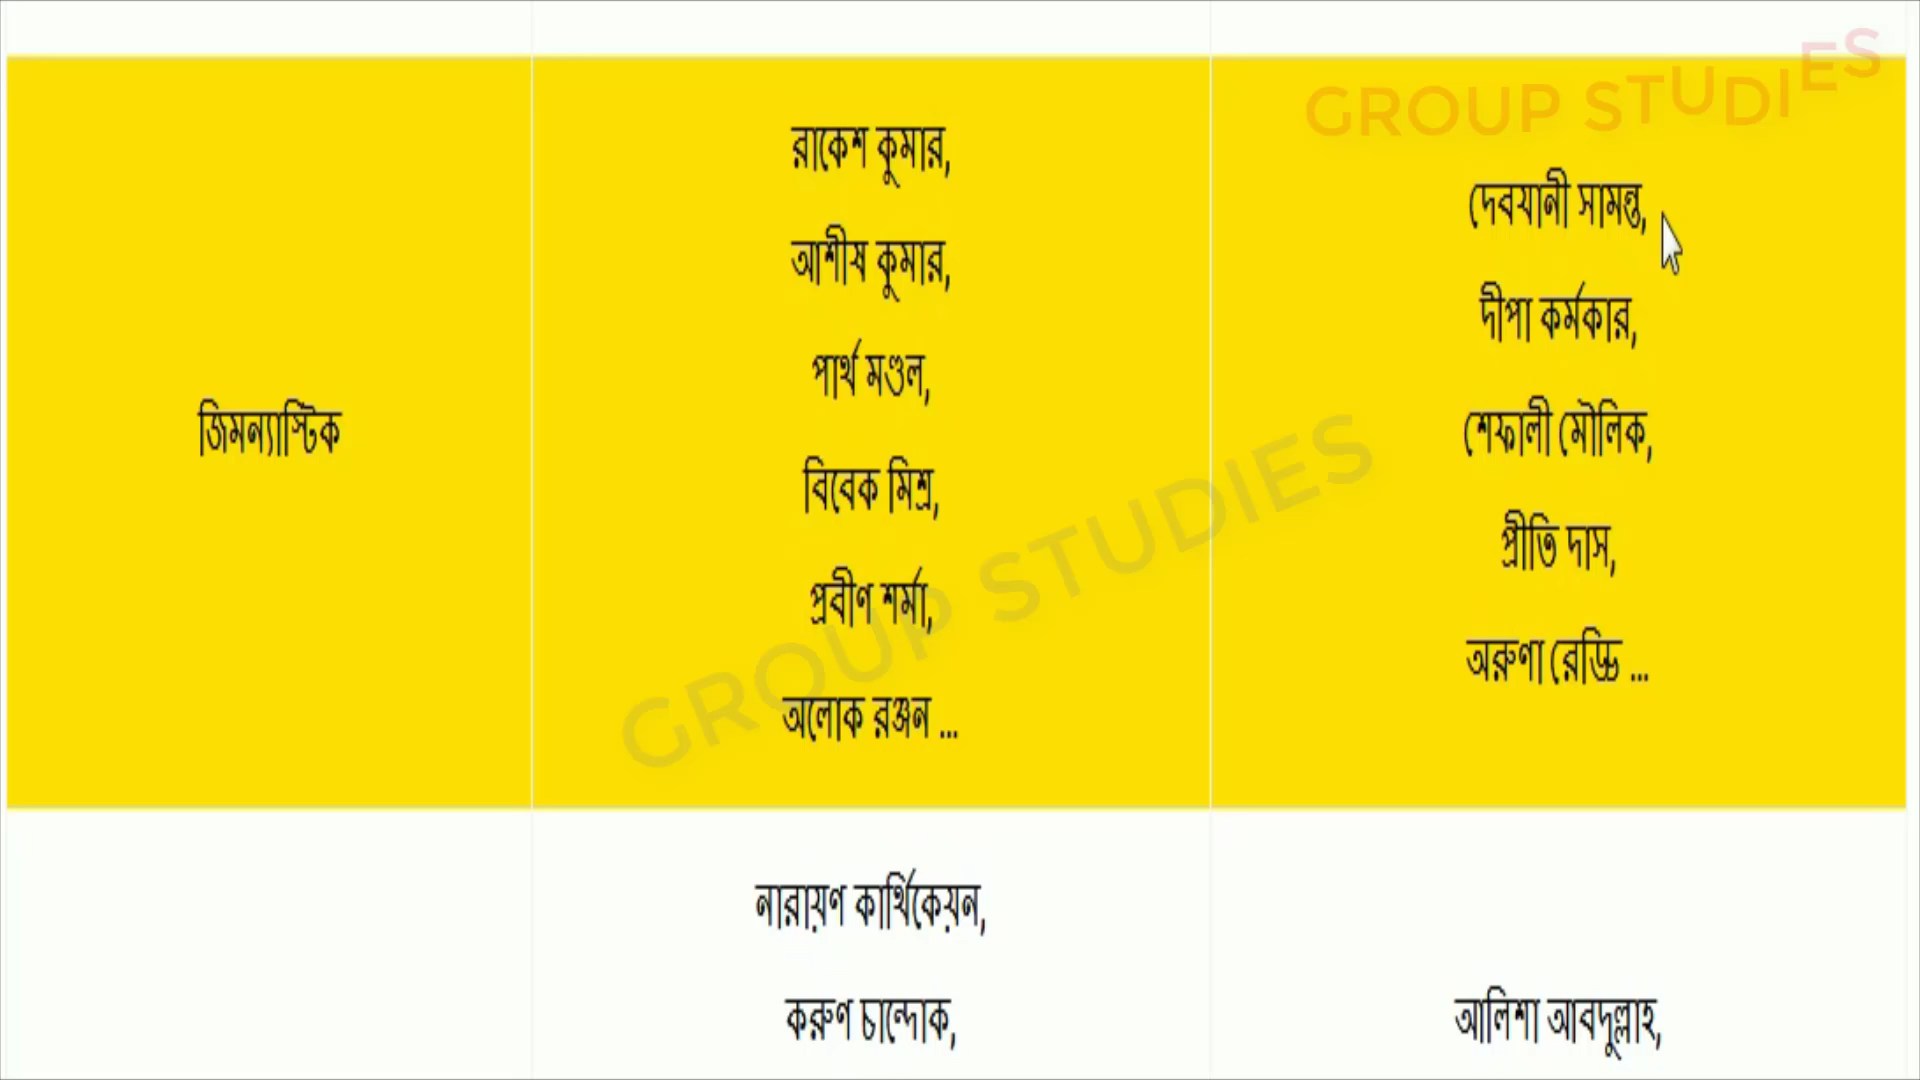 GROUP STUDIES
জিমন্যাস্টিক
রাকেশ কুমার,
আশীষ কুমার,
পার্থ মণ্ডল,
বিবেক মিশ্র,
প্রবীণ শর্মা,
অলোক রঞ্জন ...
দেবযানী সামন্ত,
দীপা কর্মকার,
শেফালী মৌলিক,
প্রীতি দাস,
অরুণা রেড্ডি ...
GROUP STUDIES
নারায়ণ কার্থিকেয়ন,
করুণ চান্দোক,
আলিশা আবদুল্লাহ,